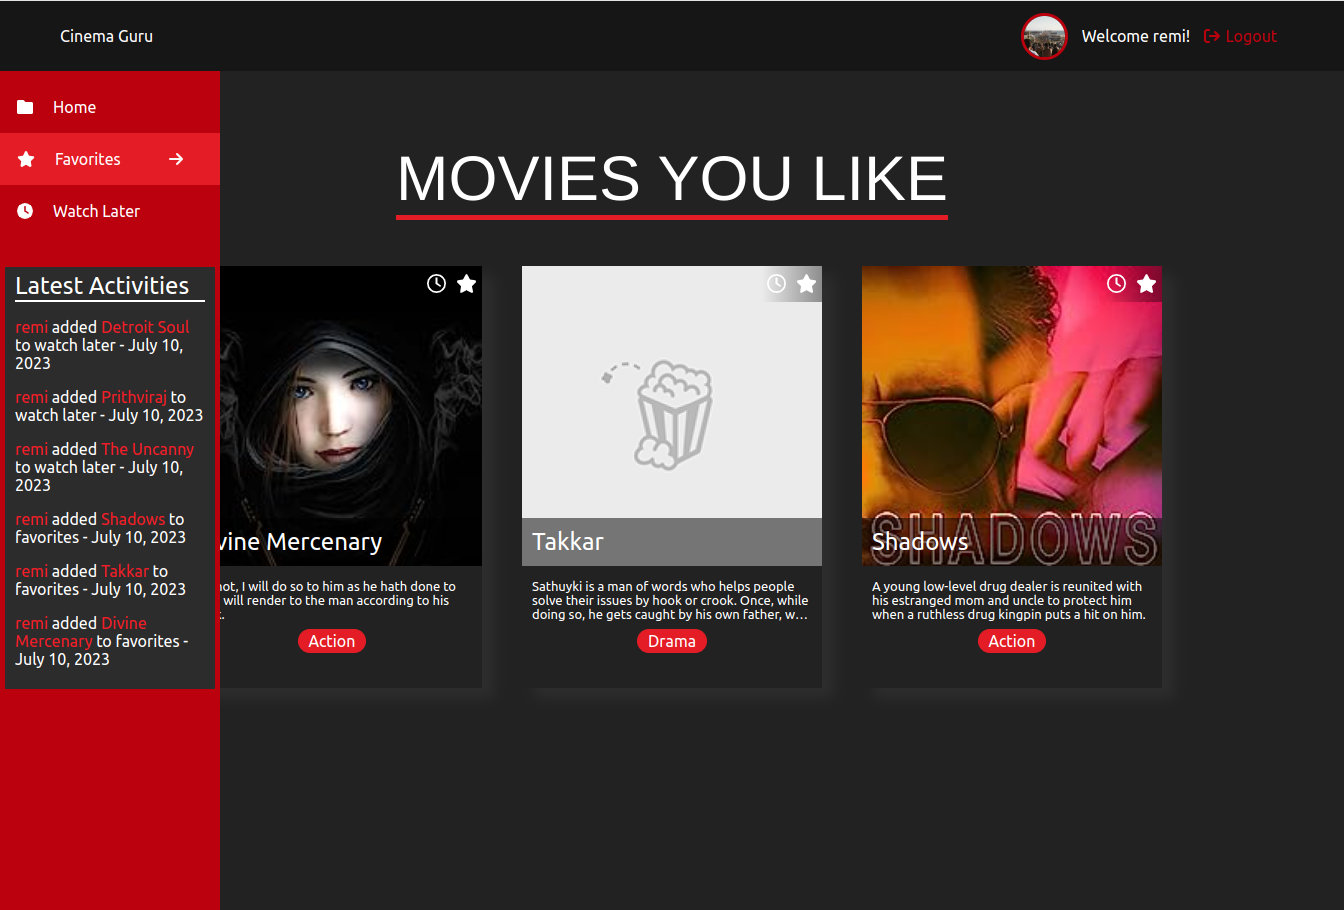 Cinema Guru
Welcome remi!
Logout
Home
Favorites
Watch Later
Latest Activities
remi added Detroit Soul
to watch later - July 10,
2023
remi added Prithviraj to
watch later - July 10, 2023
remi added The Uncanny
to watch later - July 10,
2023
remi added Shadows to
favorites - July 10, 2023
remi added Takkar to
favorites - July 10, 2023
remi added Divine
Mercenary to favorites -
July 10, 2023
MOVIES YOU LIKE
vine Mercenary
not, I will do so to him as he hath done to
will render to the man according to his
Action
Takkar
Sathuyki is a man of words who helps people
solve their issues by hook or crook. Once, while
doing so, he gets caught by his own father, w...
Drama
SHADOWS
Shadows
A young low-level drug dealer is reunited with
his estranged mom and uncle to protect him
when a ruthless drug kingpin puts a hit on him.
Action